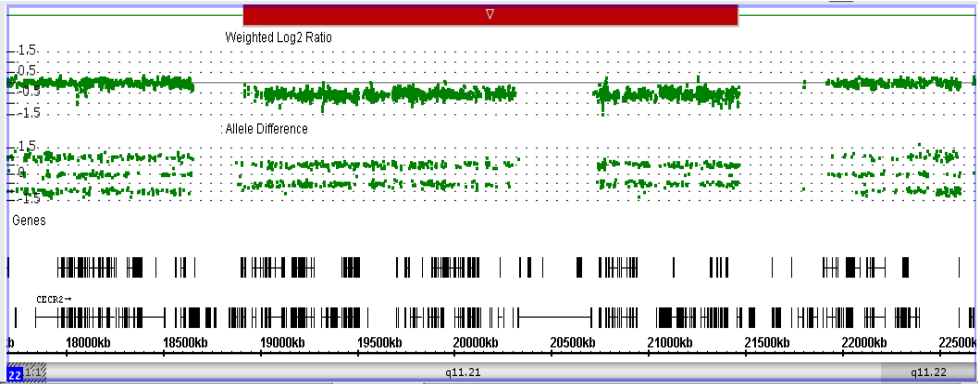 Weighted Log2 Ratio
1.5
0.5
-0.5
-1.5
: Allele Difference
1.5
0
-1.5
Genes
CECR2→
18000kb 18500kb 19000kb 19500kb 20000kb 20500kb 21000kb 21500kb 22000kb 22500k
22 q11.21 q11.22